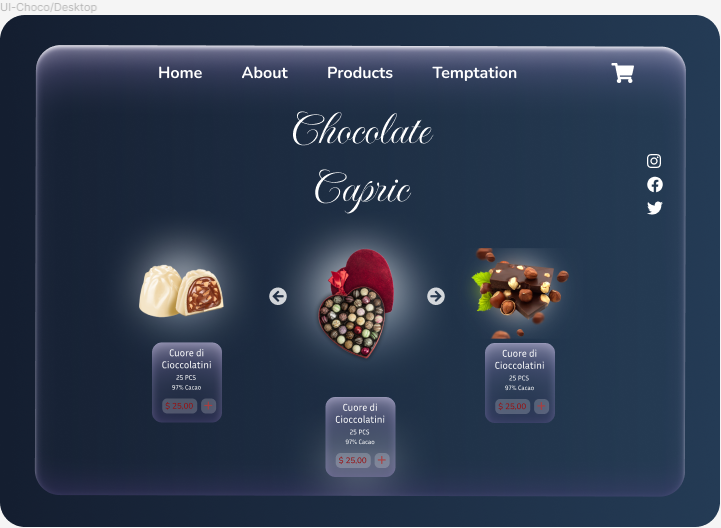 UI-Choco/Desktop
Home About Products Temptation
Chocolate
Capric
Cuore di
Cioccolatini
25 PCS
97% Cacao
$ 25.00 +
Cuore di
Cioccolatini
25 PCS
97% Cacao
$ 25.00 +
Cuore di
Cioccolatini
25 PCS
97% Cacao
$ 25.00 +